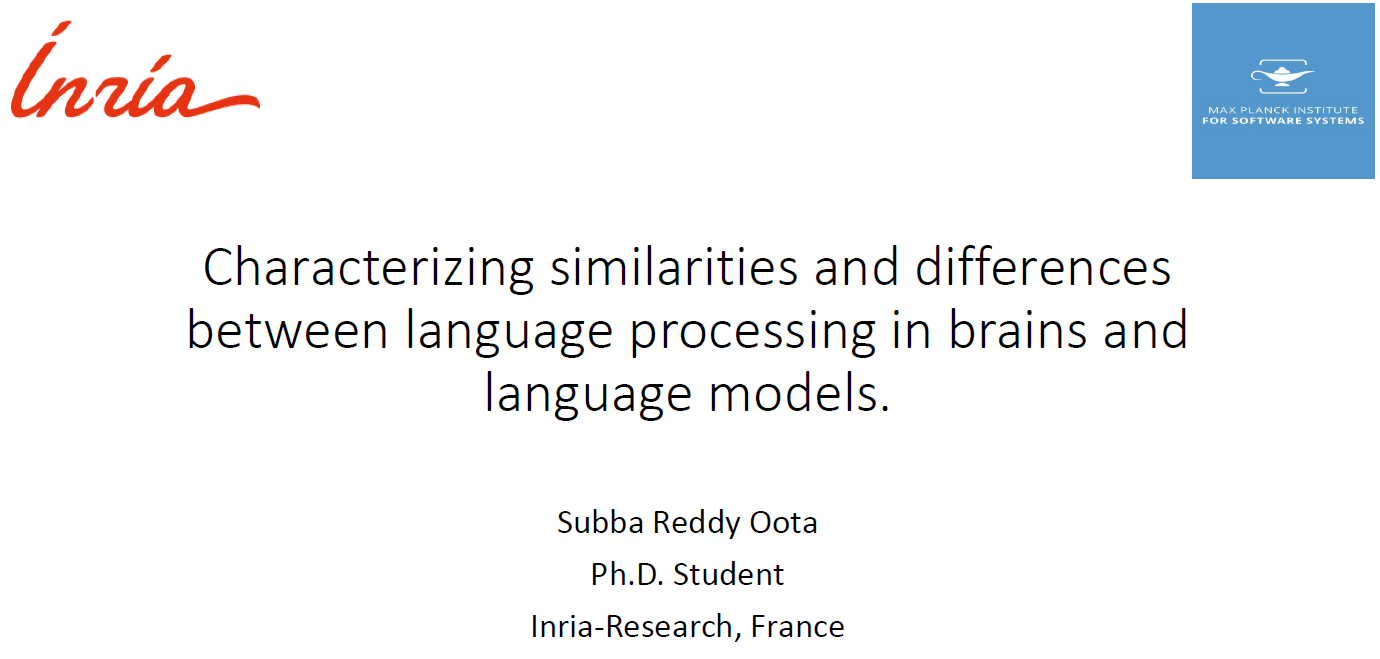 Inria
MAX PLANCK INSTITUTE
FOR SOFTWARE SYSTEMS
Characterizing similarities and differences
between language processing in brains and
language models.
Subba Reddy Oota
Ph.D. Student
Inria-Research, France